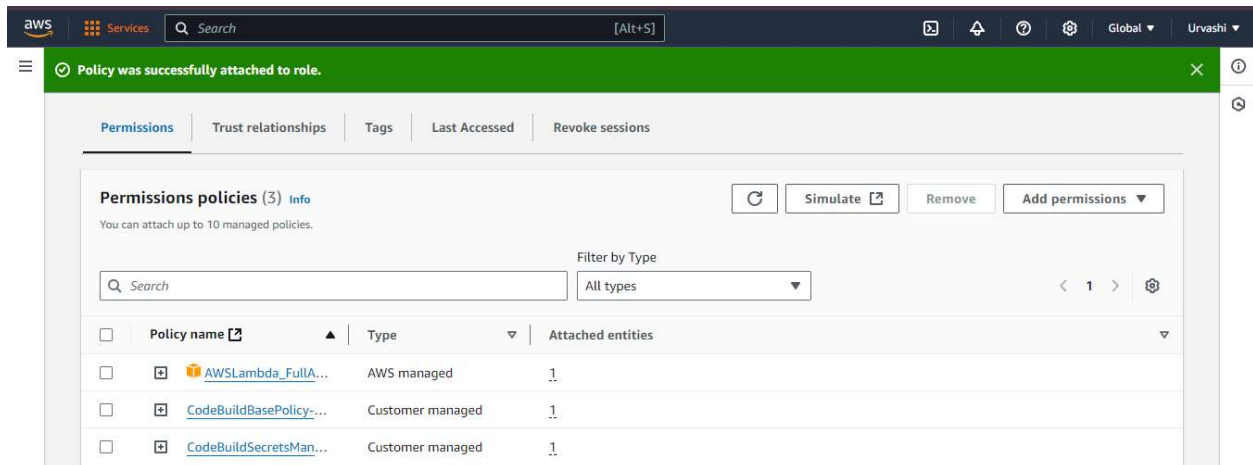 aws Services Search [Alt+S] Global Urvashi
Policy was successfully attached to role.
Permissions Trust relationships Tags Last Accessed Revoke sessions
Permissions policies (3) Info Simulate Remove Add permissions
You can attach up to 10 managed policies.
Filter by Type
Search All types 1
Policy name Type Attached entities
AWSLambda_FullA... AWS managed 1
CodeBuildBasePolicy-... Customer managed 1
CodeBuildSecretsMan... Customer managed 1